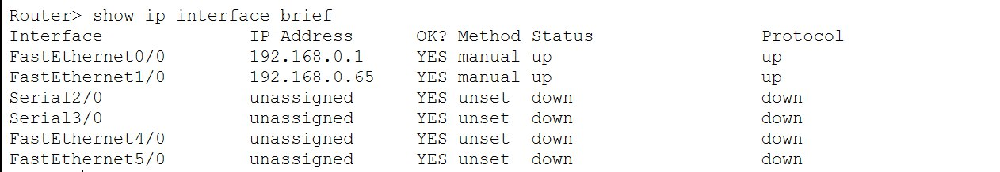 Router> show ip interface brief
Interface              IP-Address      OK? Method Status                Protocol
FastEthernet0/0        192.168.0.1     YES manual up                    up
FastEthernet1/0        192.168.0.65    YES manual up                    up
Serial2/0              unassigned      YES unset  down                  down
Serial3/0              unassigned      YES unset  down                  down
FastEthernet4/0        unassigned      YES unset  down                  down
FastEthernet5/0        unassigned      YES unset  down                  down